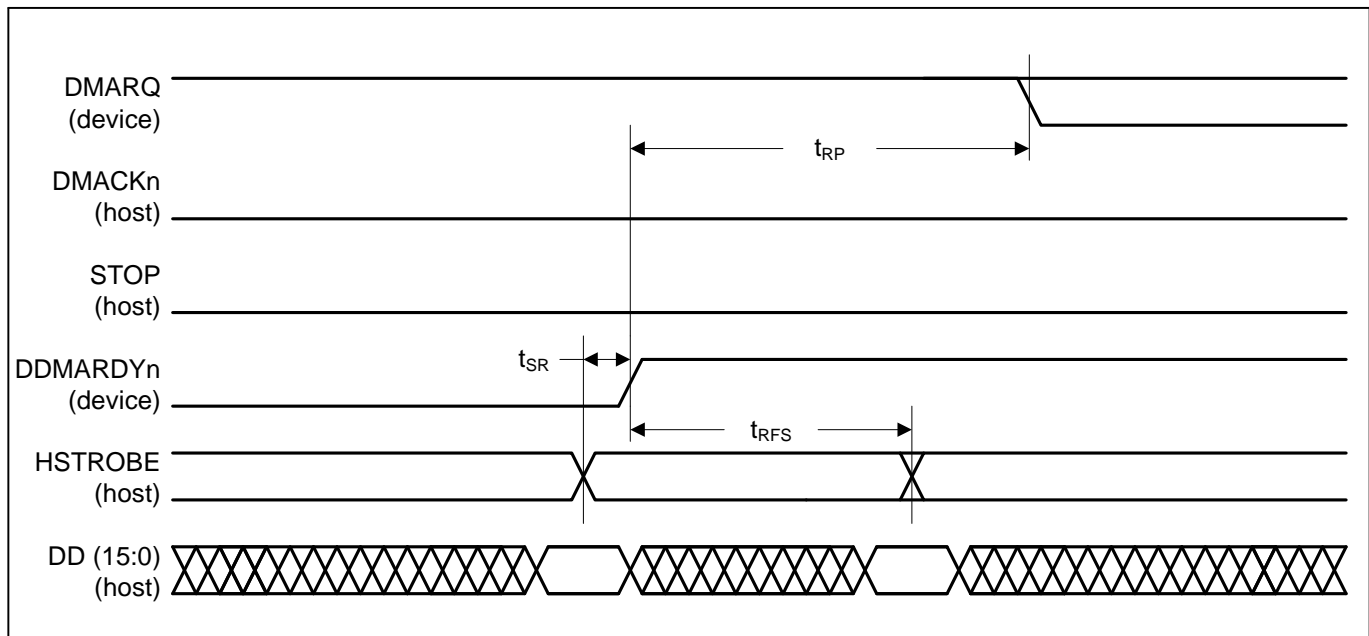 DMARQ
(device)
tRP
DMACKn
(host)
STOP
(host)
tSR
DDMARDYn
(device)
tRFS
HSTROBE
(host)
DD (15:0)
(host)